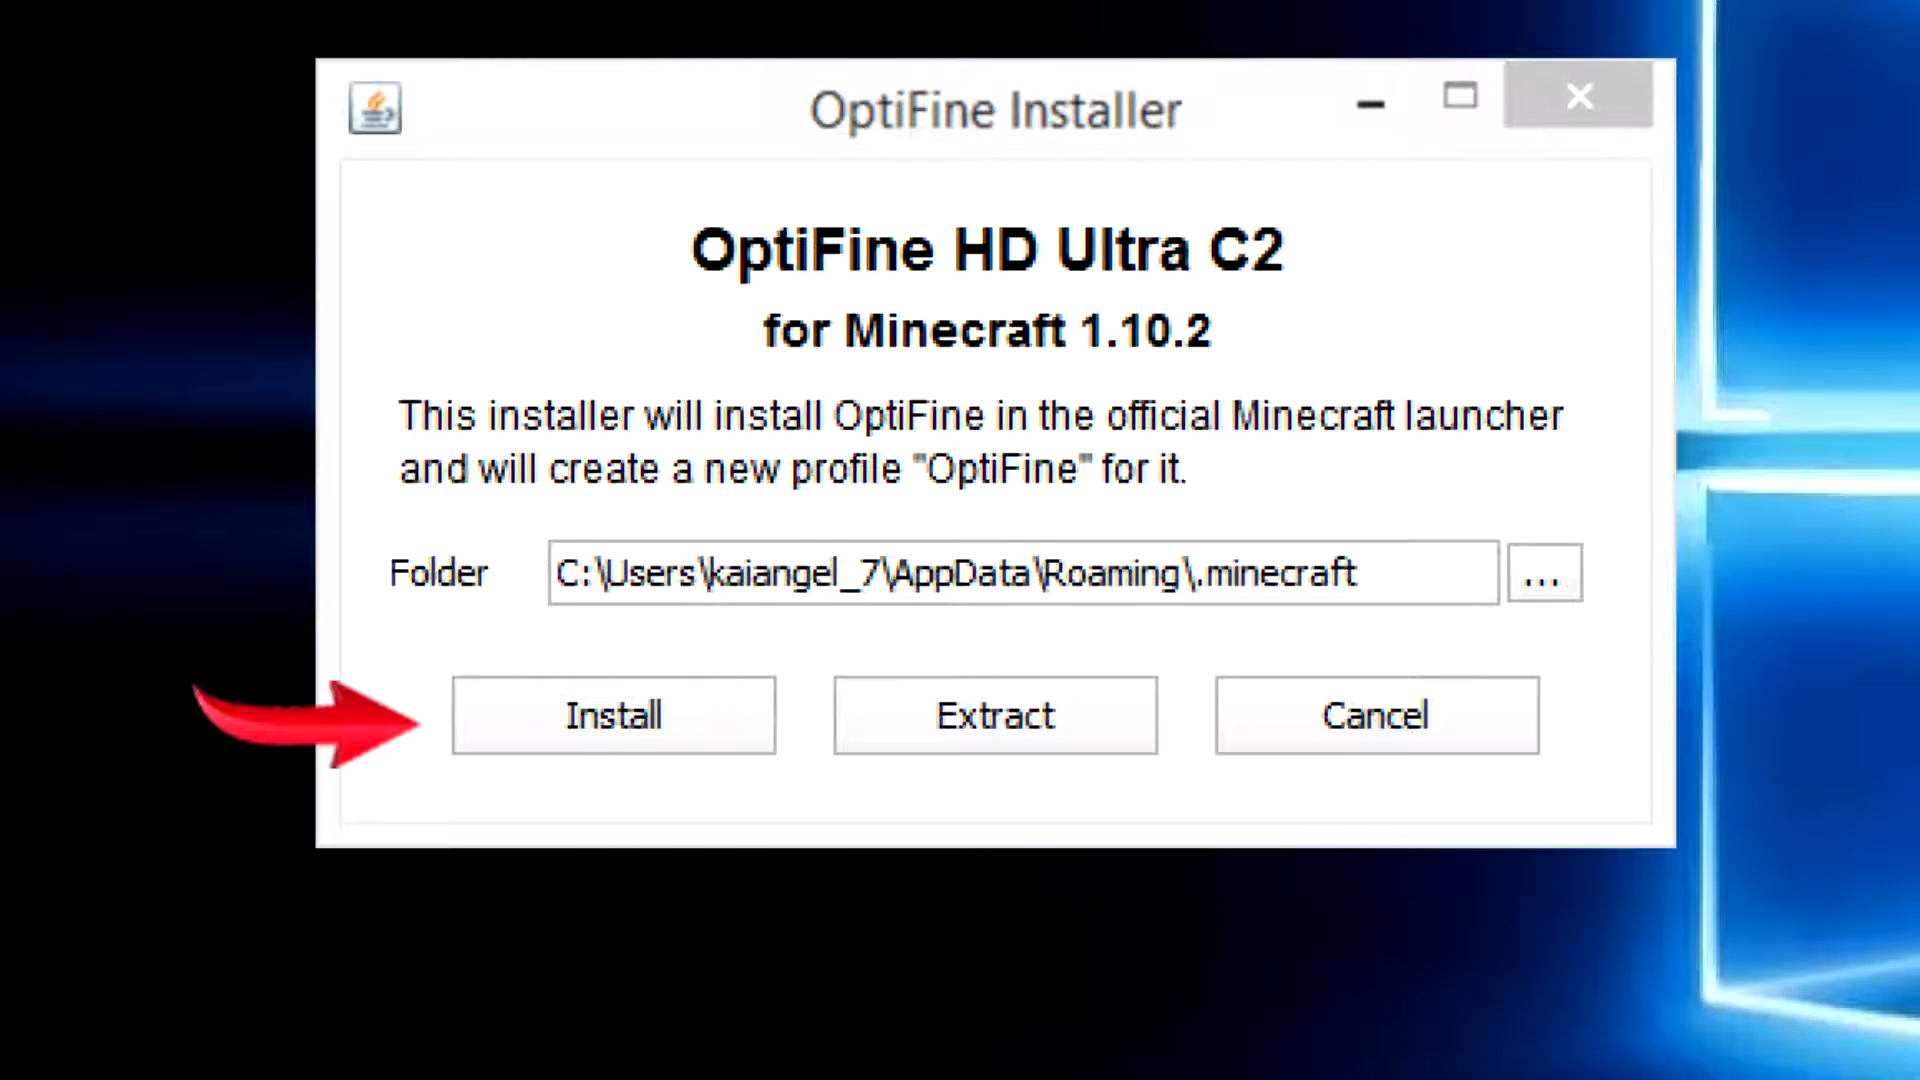 OptiFine Installer
OptiFine HD Ultra C2
for Minecraft 1.10.2
This installer will install OptiFine in the official Minecraft launcher
and will create a new profile "OptiFine" for it.
Folder C:\Users\kaiangel_7\AppData\Roaming\.minecraft ...
Install Extract Cancel